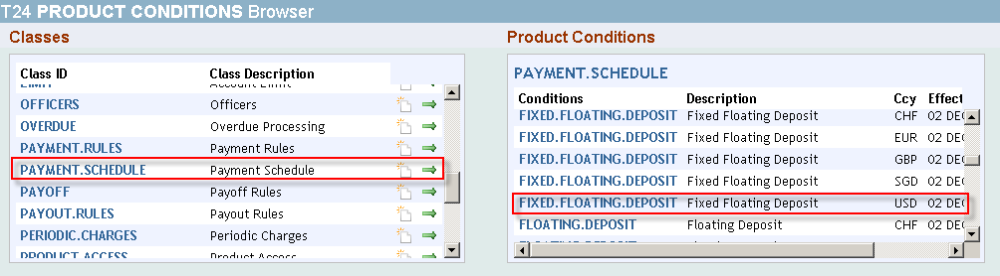 T24 PRODUCT CONDITIONS Browser
Classes
Class ID Class Description
LIMIT Account Limit
OFFICERS Officers
OVERDUE Overdue Processing
PAYMENT.RULES Payment Rules
PAYMENT.SCHEDULE Payment Schedule
PAYOFF Payoff Rules
PAYOUT.RULES Payout Rules
PERIODIC.CHARGES Periodic Charges
PRODUCT.ACCESS Product Access
Product Conditions
PAYMENT.SCHEDULE
Conditions Description Ccy Effect
FIXED.FLOATING.DEPOSIT Fixed Floating Deposit CHF 02 DEC
FIXED.FLOATING.DEPOSIT Fixed Floating Deposit EUR 02 DEC
FIXED.FLOATING.DEPOSIT Fixed Floating Deposit GBP 02 DEC
FIXED.FLOATING.DEPOSIT Fixed Floating Deposit SGD 02 DEC
FIXED.FLOATING.DEPOSIT Fixed Floating Deposit USD 02 DEC
FLOATING.DEPOSIT Floating Deposit CHF 02 DEC